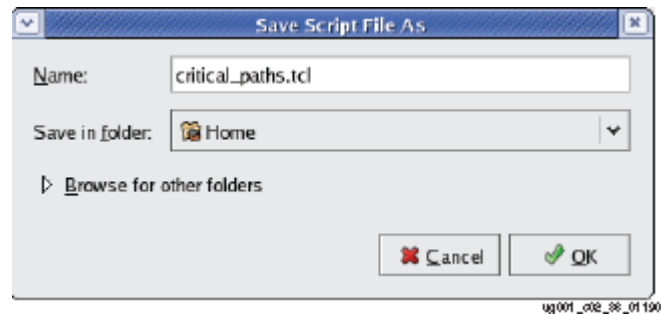 Save Script File As
Name: critical_paths.tcl
Save in folder: Home
Browse for other folders
Cancel OK
ug001_c02_38_01190